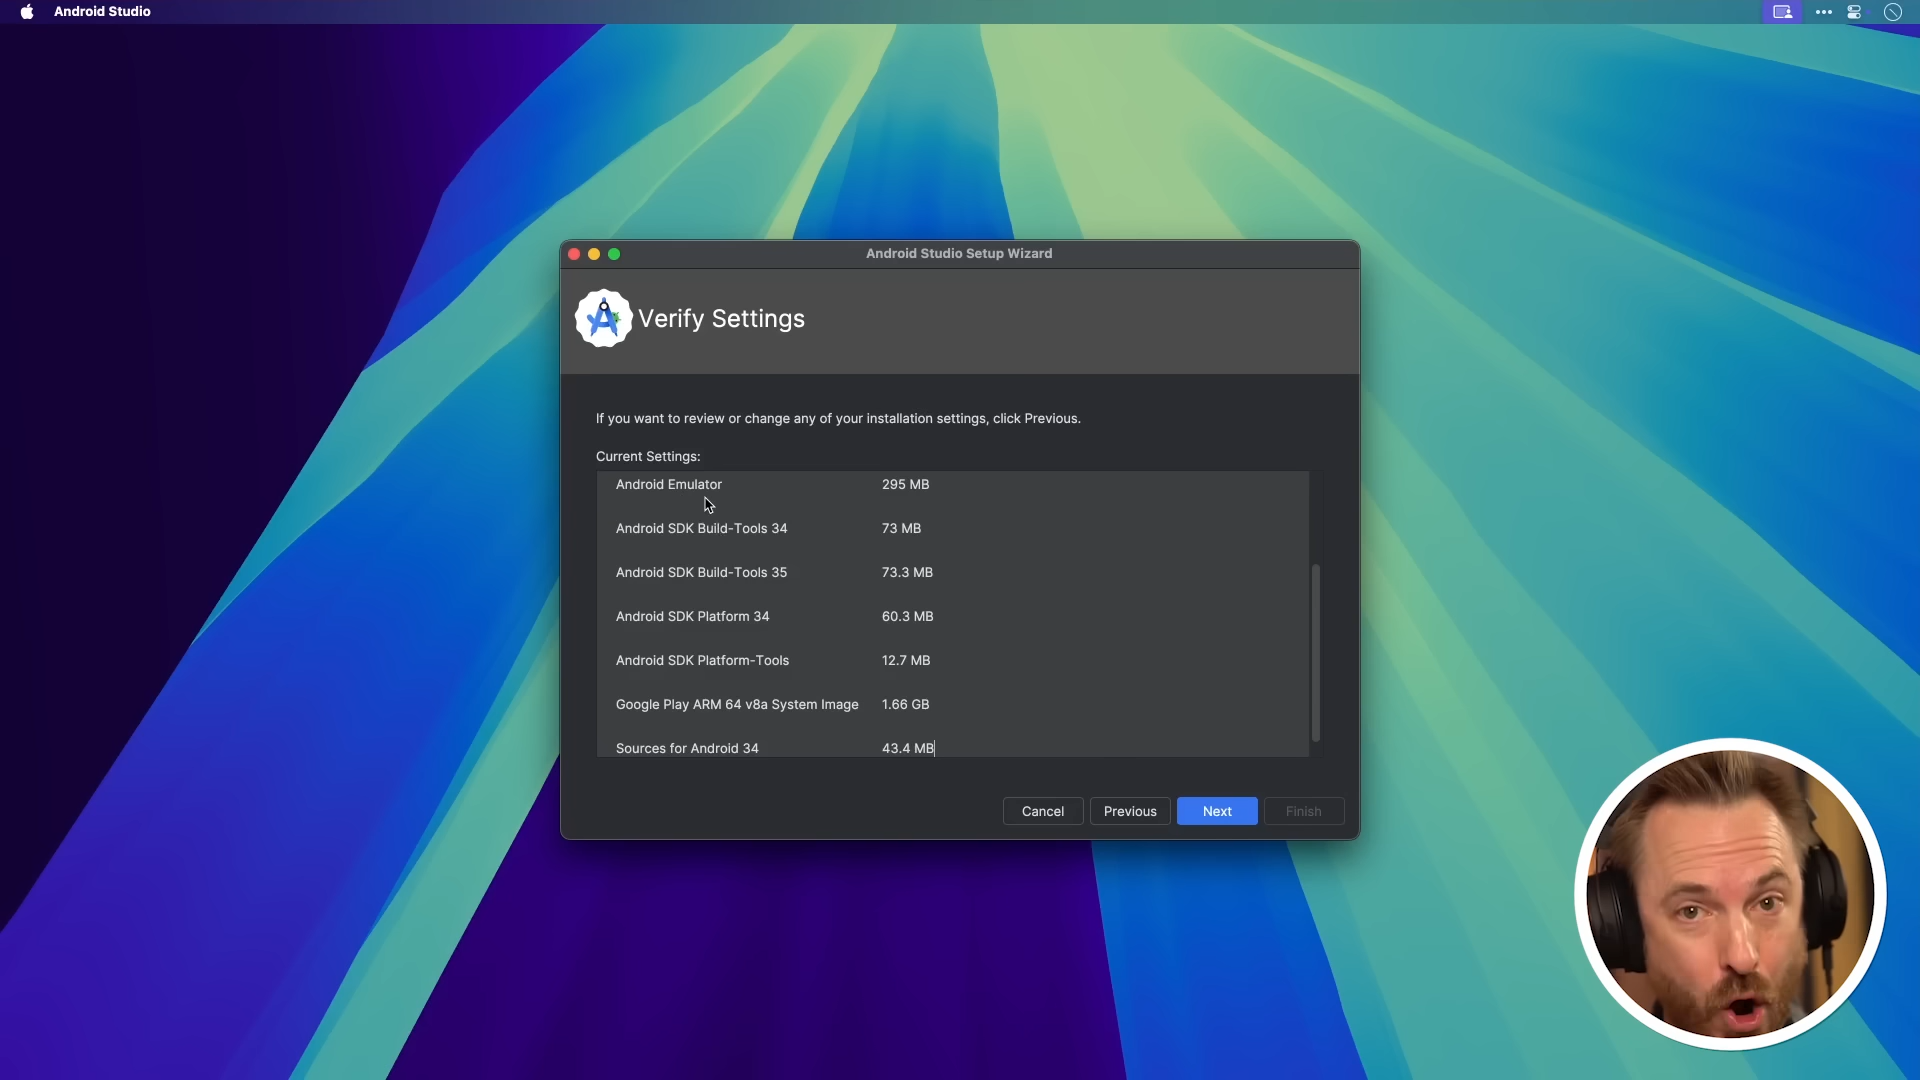 Android Studio
Android Studio Setup Wizard
Verify Settings
If you want to review or change any of your installation settings, click Previous.
Current Settings:
Android Emulator 295 MB
Android SDK Build-Tools 34 73 MB
Android SDK Build-Tools 35 73.3 MB
Android SDK Platform 34 60.3 MB
Android SDK Platform-Tools 12.7 MB
Google Play ARM 64 v8a System Image 1.66 GB
Sources for Android 34 43.4 MB
Cancel Previous Next Finish